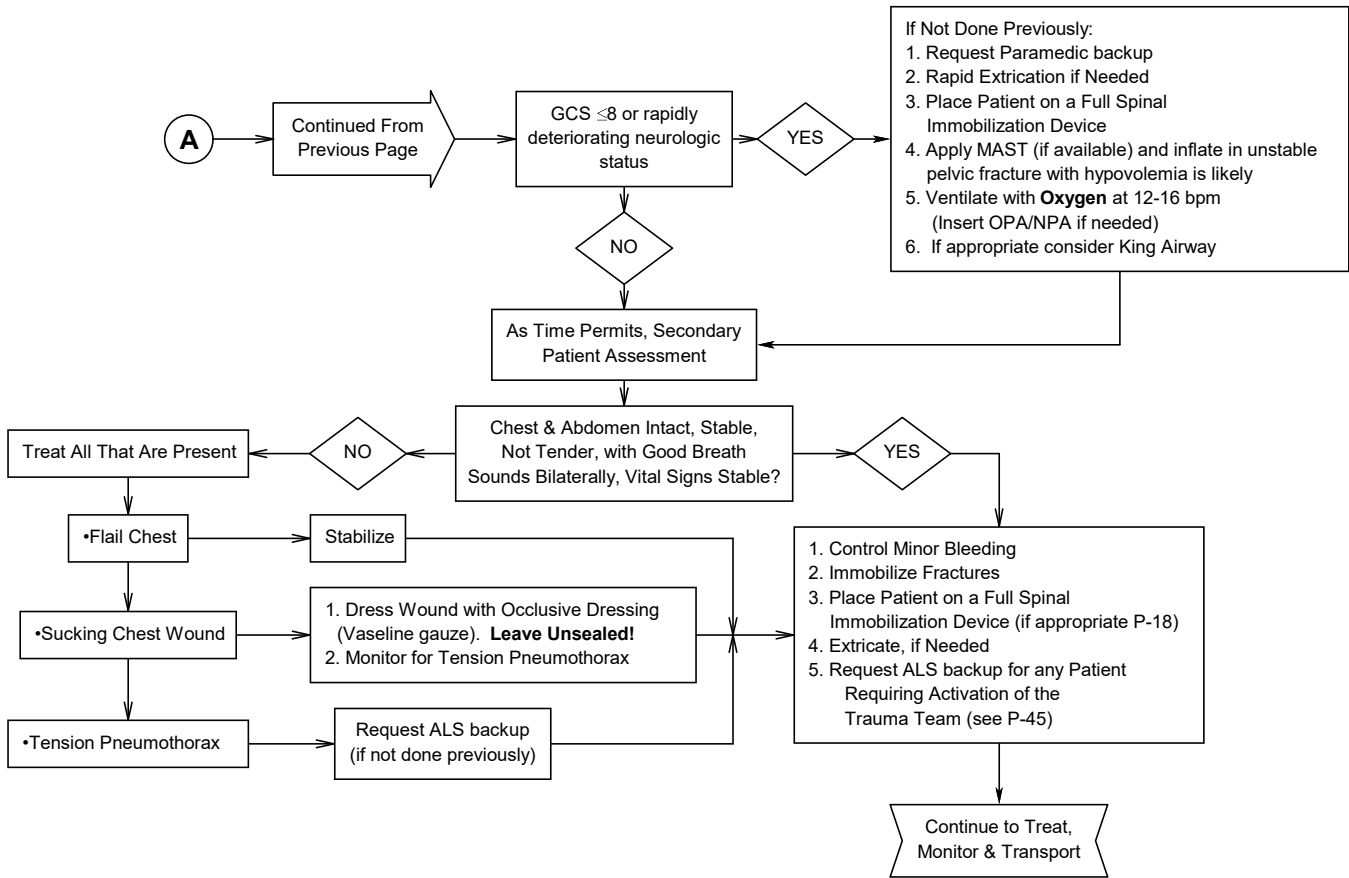 A
Continued From
Previous Page
GCS ≤8 or rapidly
deteriorating neurologic
status
YES
If Not Done Previously:
1. Request Paramedic backup
2. Rapid Extrication if Needed
3. Place Patient on a Full Spinal
Immobilization Device
4. Apply MAST (if available) and inflate in unstable
pelvic fracture with hypovolemia is likely
5. Ventilate with Oxygen at 12-16 bpm
(Insert OPA/NPA if needed)
6. If appropriate consider King Airway
NO
As Time Permits, Secondary
Patient Assessment
Chest & Abdomen Intact, Stable,
Not Tender, with Good Breath
Sounds Bilaterally, Vital Signs Stable?
NO
Treat All That Are Present
YES
•Flail Chest
Stabilize
•Sucking Chest Wound
1. Dress Wound with Occlusive Dressing
(Vaseline gauze). Leave Unsealed!
2. Monitor for Tension Pneumothorax
•Tension Pneumothorax
Request ALS backup
(if not done previously)
1. Control Minor Bleeding
2. Immobilize Fractures
3. Place Patient on a Full Spinal
Immobilization Device (if appropriate P-18)
4. Extricate, if Needed
5. Request ALS backup for any Patient
Requiring Activation of the
Trauma Team (see P-45)
Continue to Treat,
Monitor & Transport